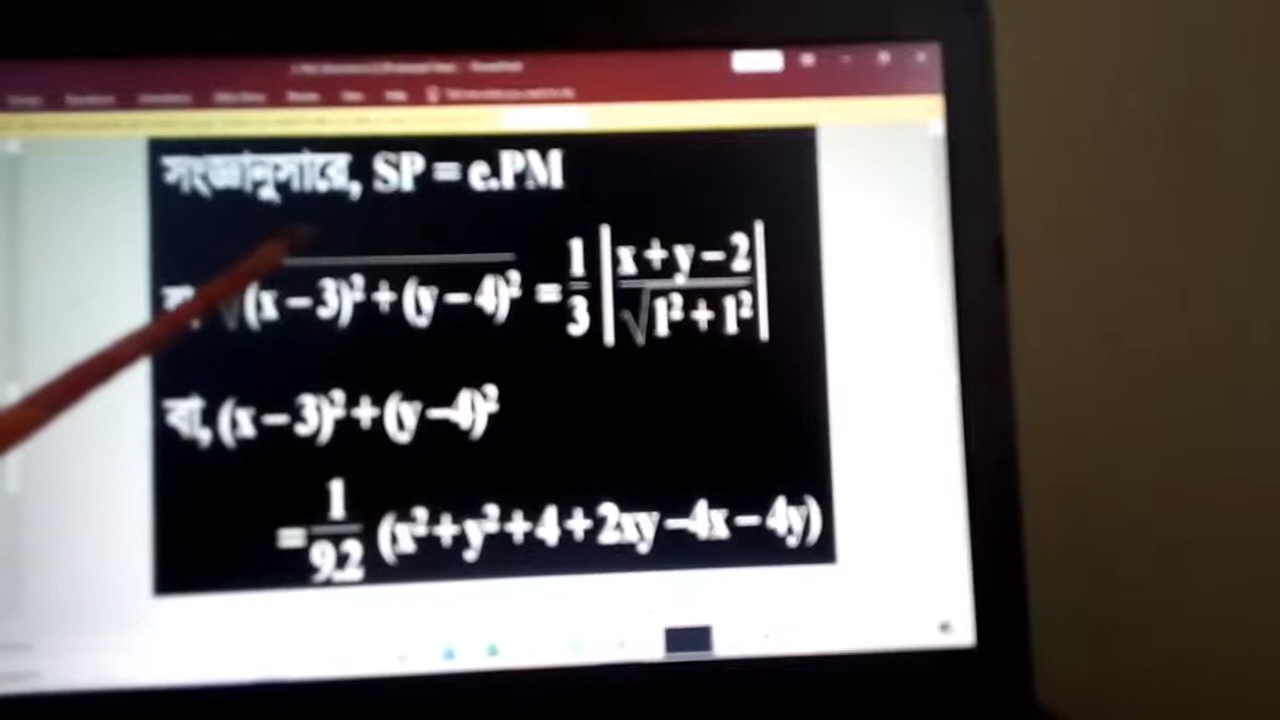 সংজ্ঞানুসারে, SP = e.PM
বা, √(x – 3)² + (y – 4)² = 1/3 |x + y – 2 / √1² + 1²|
বা, (x – 3)² + (y – 4)²
= 1/9.2 (x² + y² + 4 + 2xy – 4x – 4y)